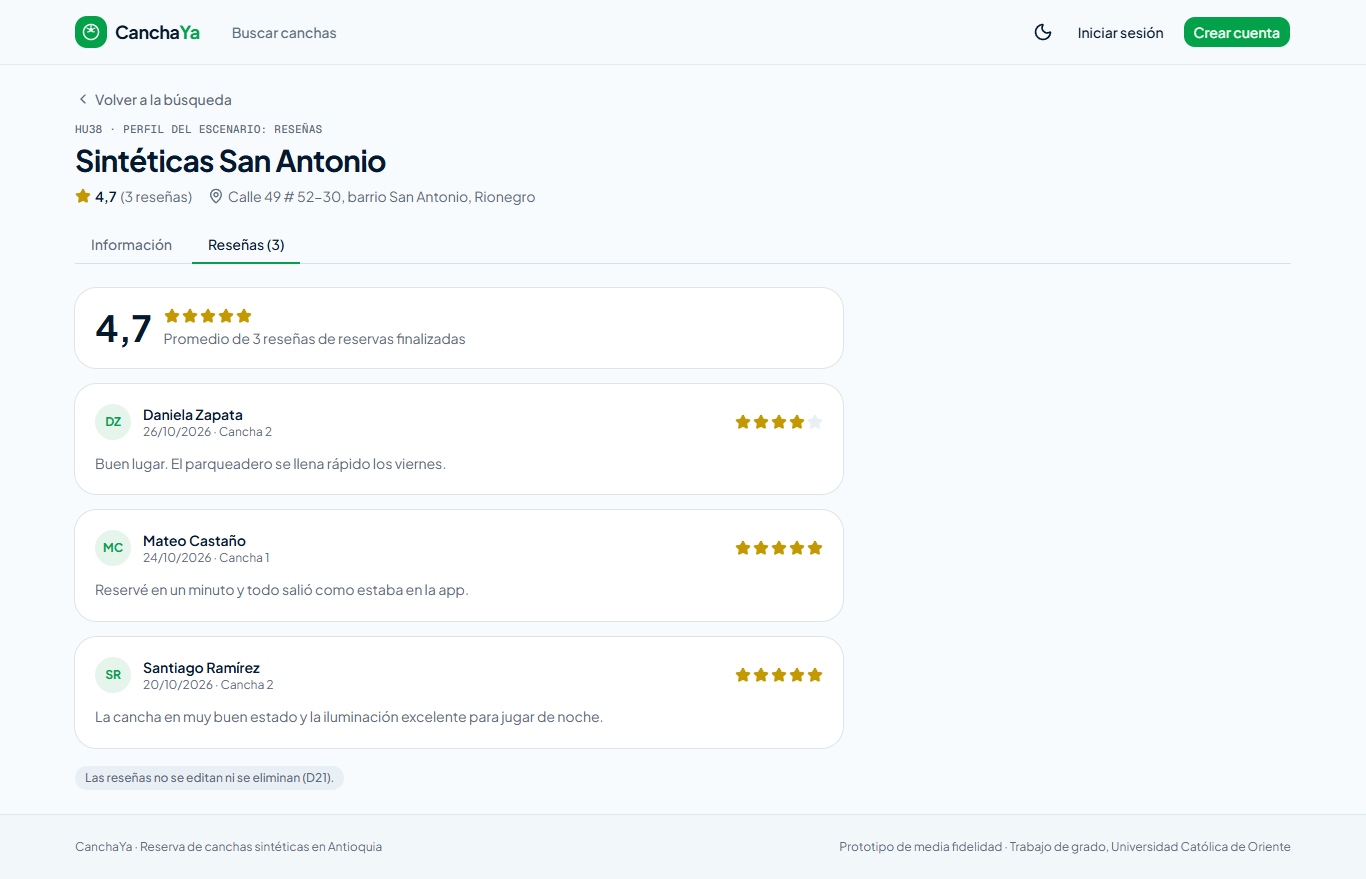 CanchaYa
Buscar canchas
Iniciar sesión
Crear cuenta
Volver a la búsqueda
HU38 · PERFIL DEL ESCENARIO: RESEÑAS
Sintéticas San Antonio
4,7 (3 reseñas)
Calle 49 # 52–30, barrio San Antonio, Rionegro
Información
Reseñas (3)
4,7
Promedio de 3 reseñas de reservas finalizadas
DZ
Daniela Zapata
26/10/2026 · Cancha 2
Buen lugar. El parqueadero se llena rápido los viernes.
MC
Mateo Castaño
24/10/2026 · Cancha 1
Reservé en un minuto y todo salió como estaba en la app.
SR
Santiago Ramírez
20/10/2026 · Cancha 2
La cancha en muy buen estado y la iluminación excelente para jugar de noche.
Las reseñas no se editan ni se eliminan (D21).
CanchaYa · Reserva de canchas sintéticas en Antioquia
Prototipo de media fidelidad · Trabajo de grado, Universidad Católica de Oriente